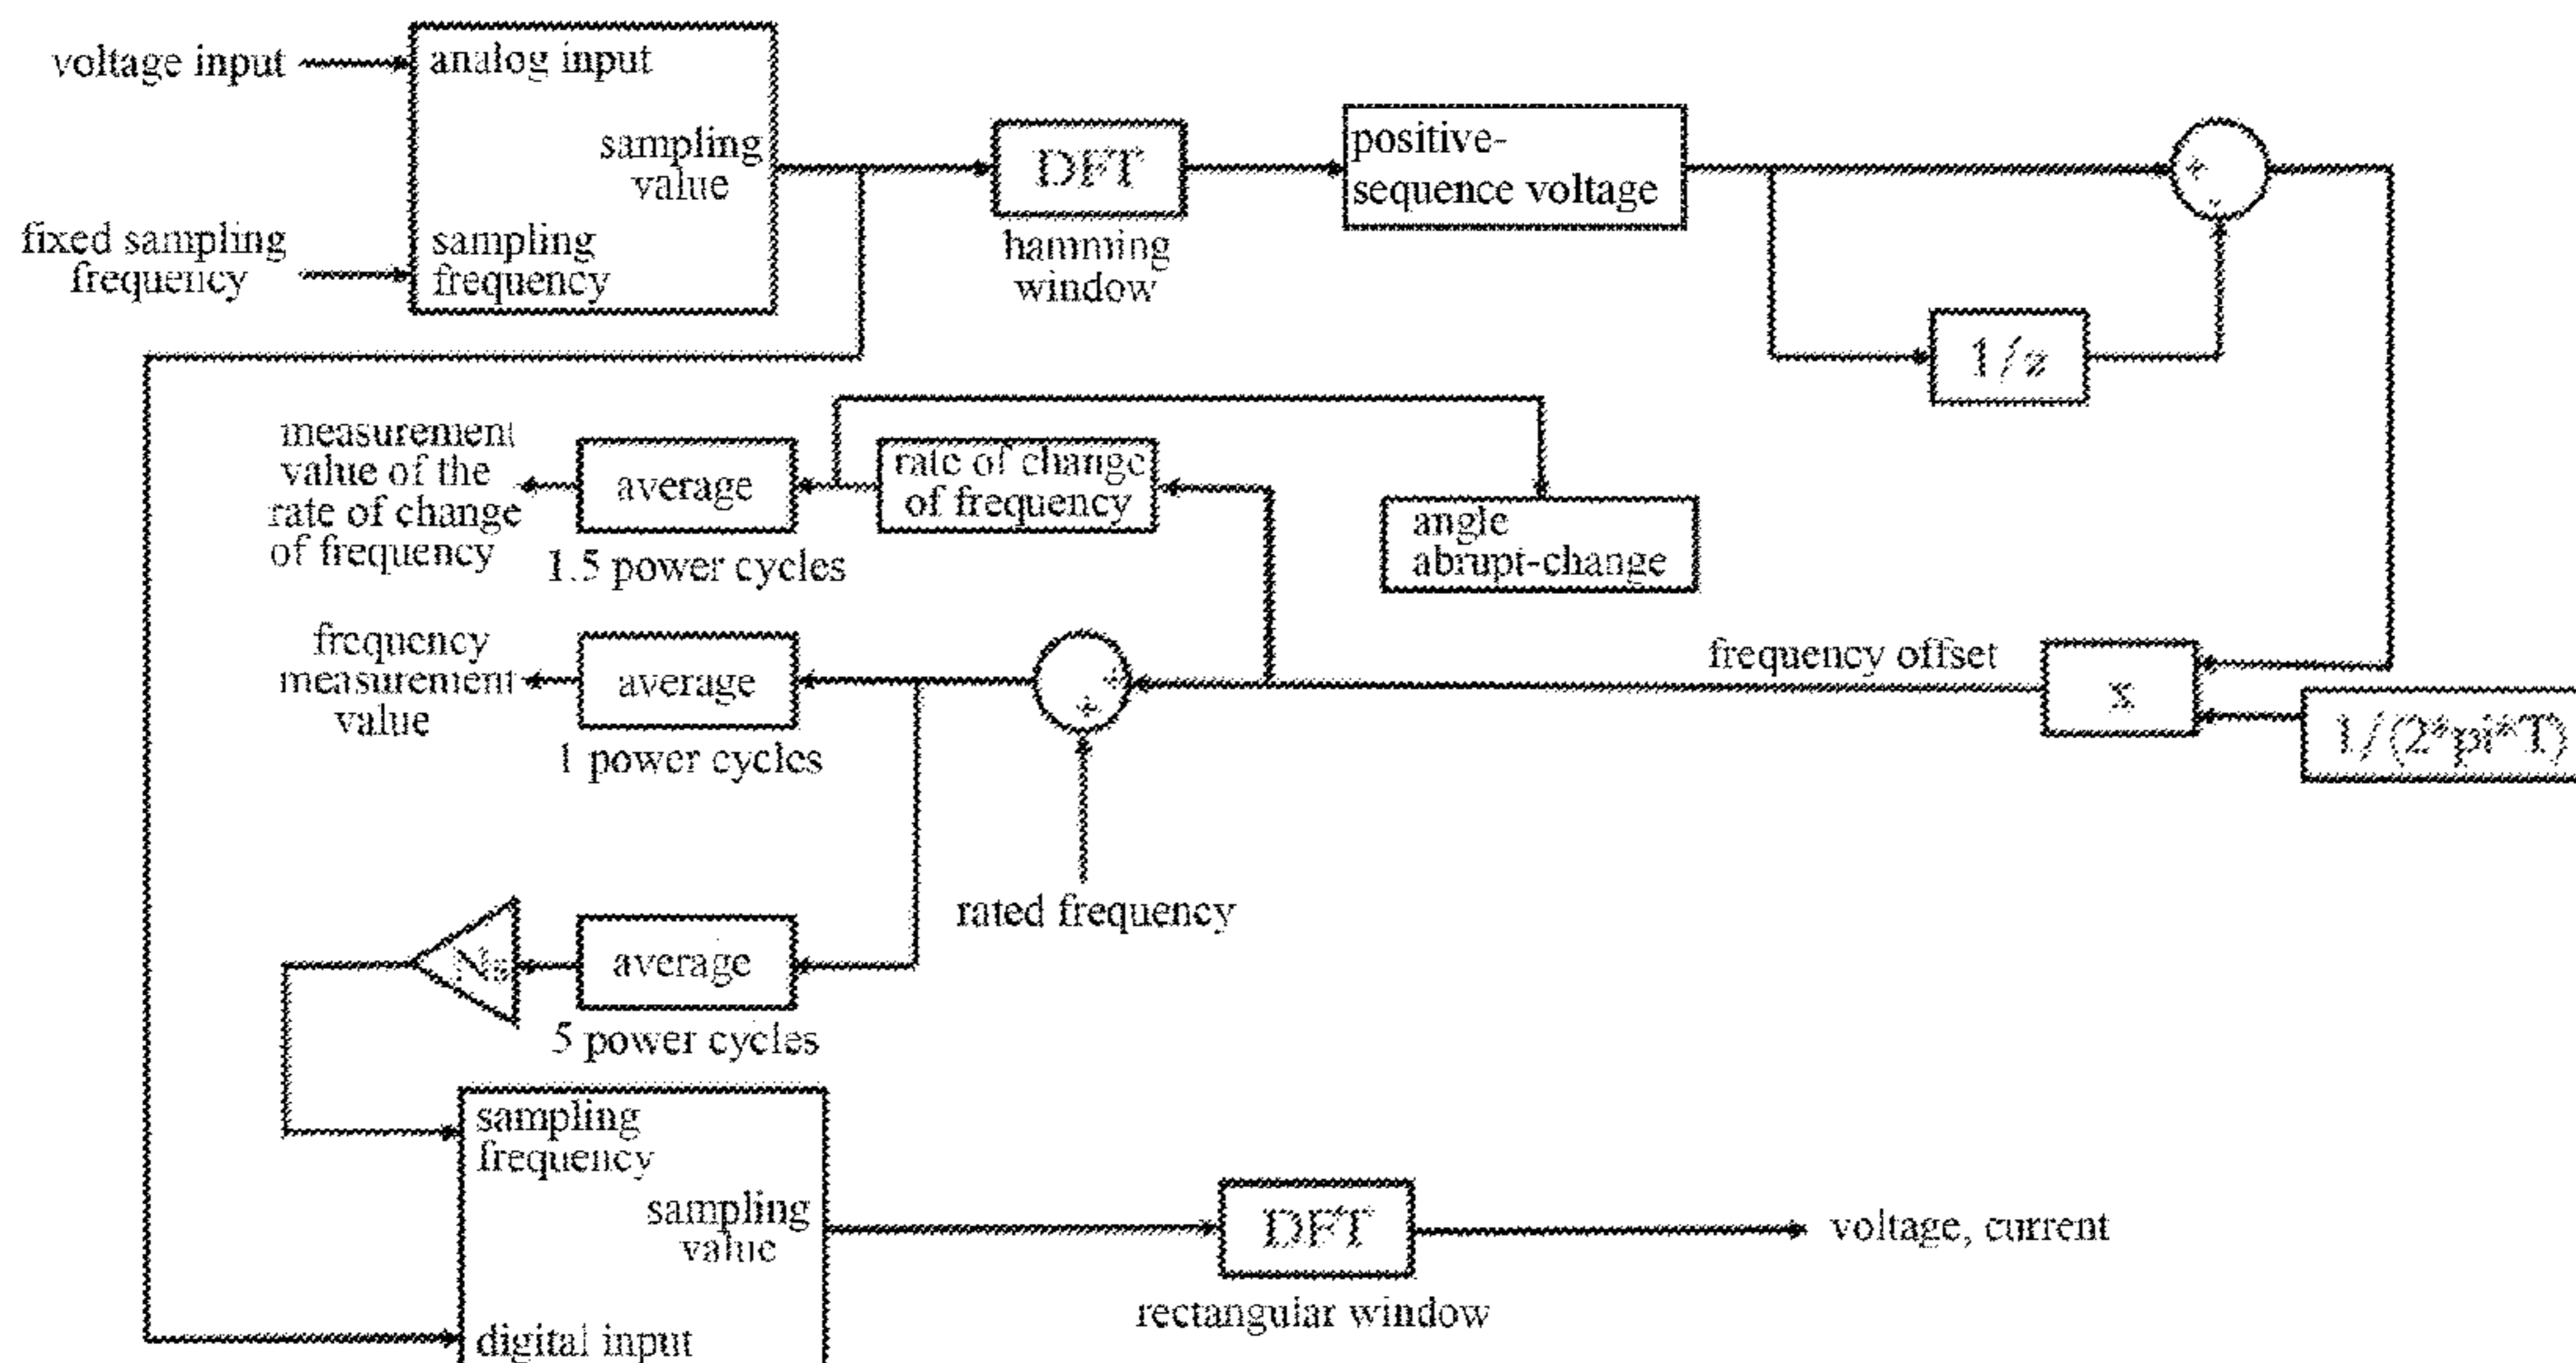 voltage input
analog input
sampling
value
fixed sampling
frequency
sampling
frequency
DFT
hamming
window
positive-
sequence voltage
+
-
1/z
measurement
value of the
rate of change
of frequency
average
1.5 power cycles
rate of change
of frequency
angle
abrupt-change
frequency
measurement
value
average
1 power cycles
+
+
rated frequency
frequency offset
x
1/(2*pi*T)
average
5 power cycles
sampling
frequency
sampling
value
digital input
DFT
rectangular window
voltage, current